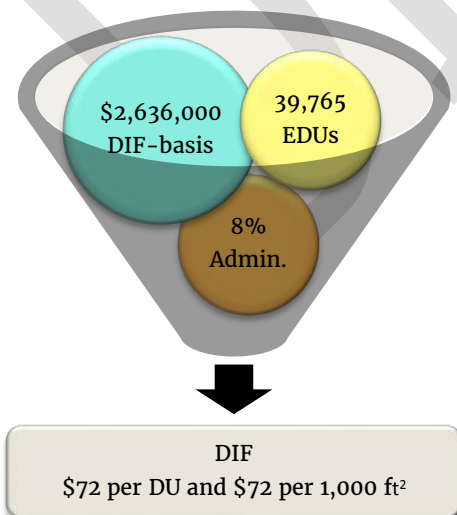 $2,636,000
DIF-basis
39,765
EDUs
8%
Admin.
DIF
$72 per DU and $72 per 1,000 ft²